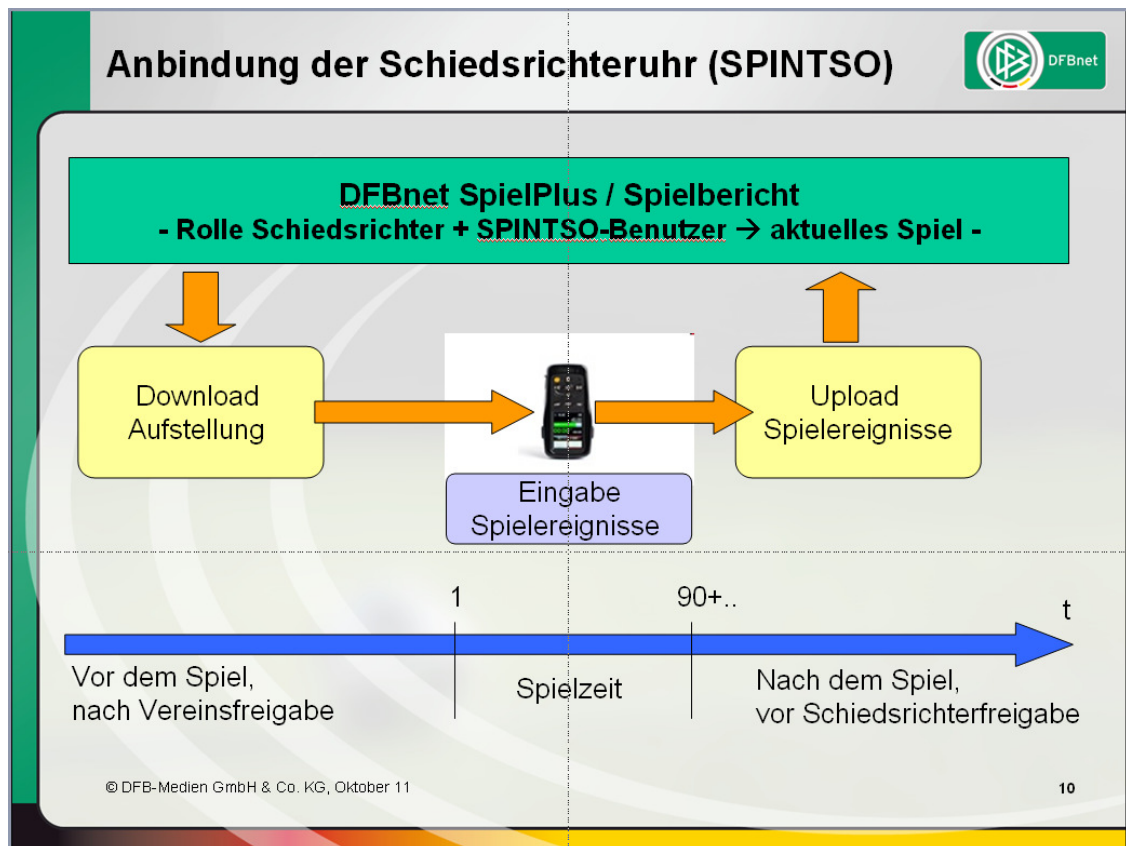 Anbindung der Schiedsrichteruhr (SPINTSO)
DFBnet
DFBnet SpielPlus / Spielbericht
- Rolle Schiedsrichter + SPINTSO-Benutzer → aktuelles Spiel -
Download
Aufstellung
Upload
Spielereignisse
Eingabe
Spielereignisse
1
90+..
t
Vor dem Spiel,
nach Vereinsfreigabe
Spielzeit
Nach dem Spiel,
vor Schiedsrichterfreigabe
© DFB-Medien GmbH & Co. KG, Oktober 11
10